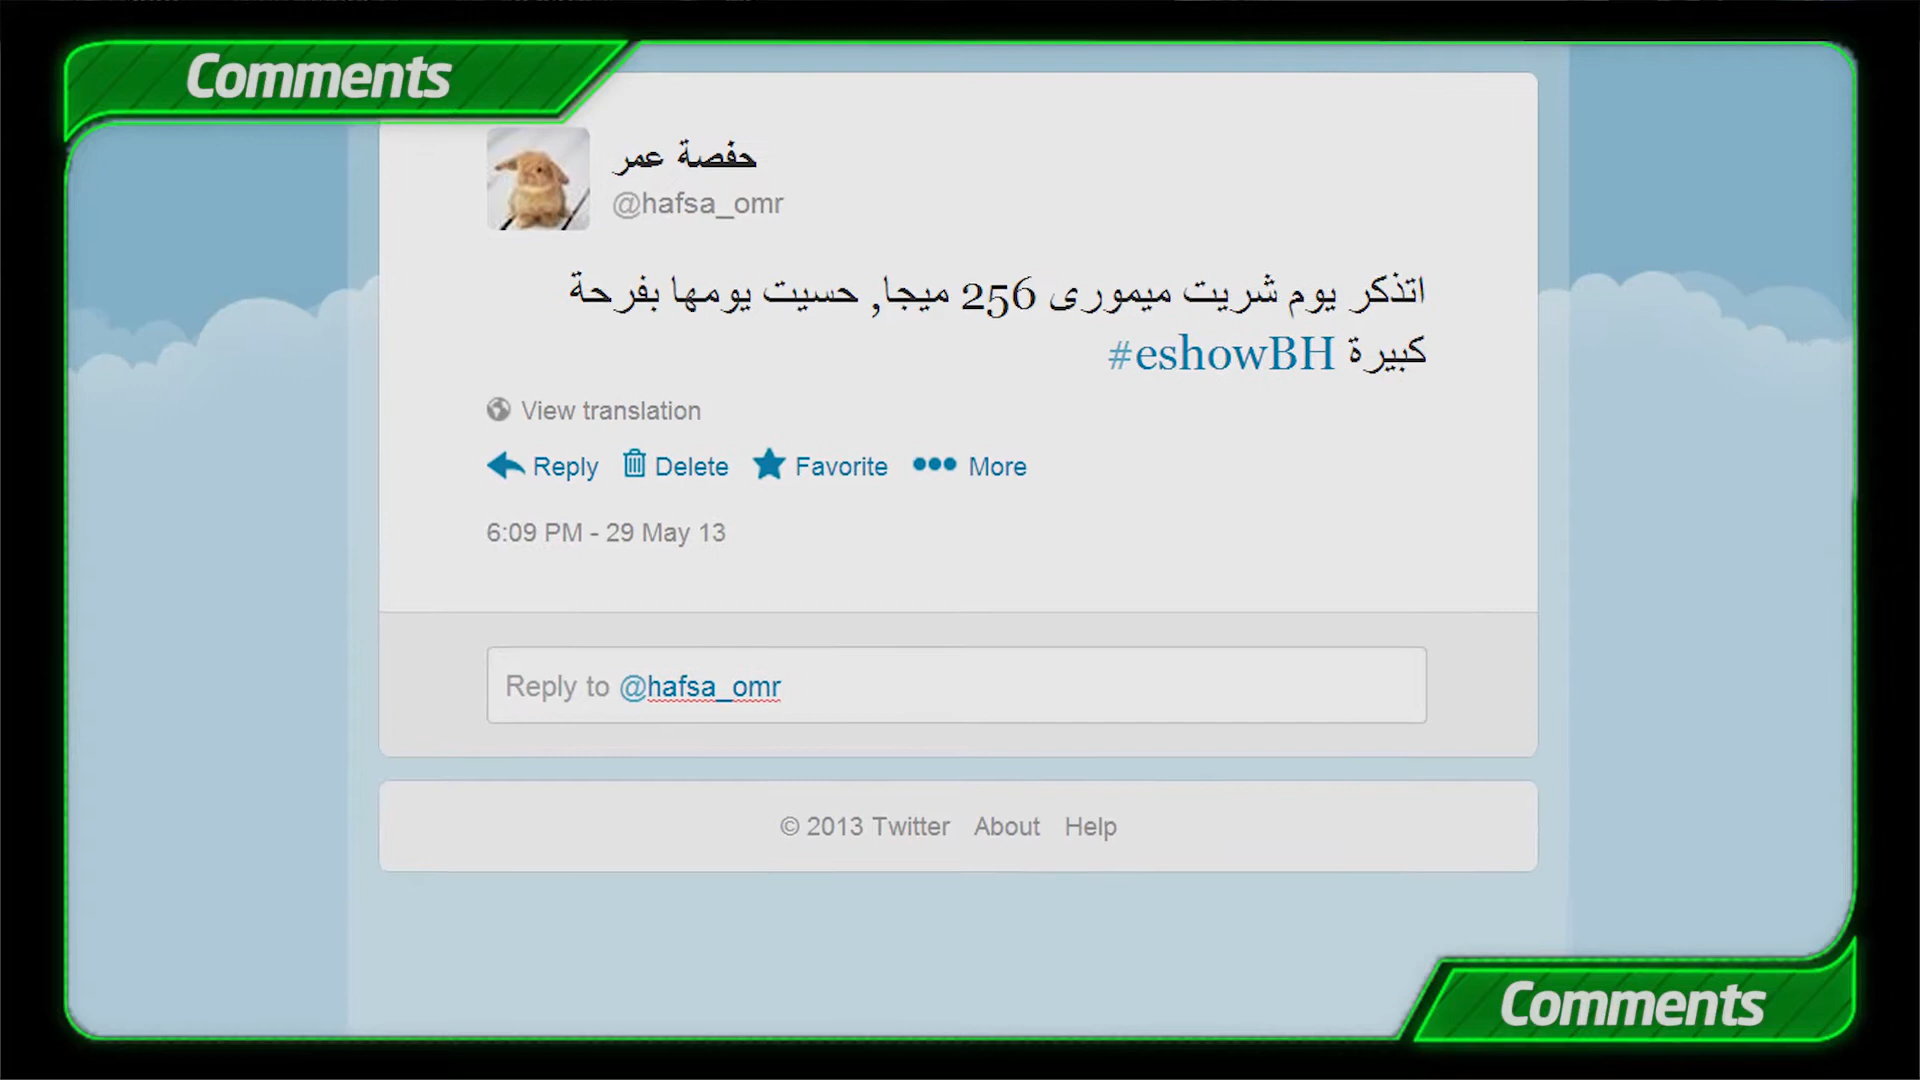 Comments
حفصة عمر
@hafsa_omr
اتذكر يوم شريت ميمورى 256 ميجا, حسيت يومها بفرحة
كبيرة #eshowBH
View translation
Reply Delete Favorite More
6:09 PM - 29 May 13
Reply to @hafsa_omr
© 2013 Twitter About Help
Comments